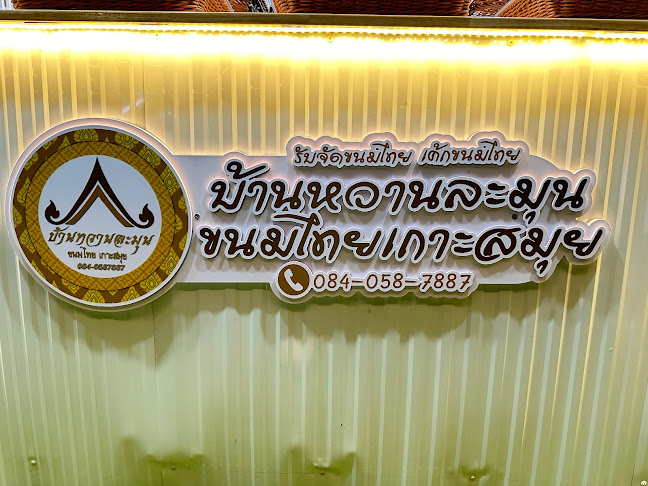 บ้านหวานละมุน
ขนมไทย เกาะสมุย
084-0587887
รับจัดขนมไทย เค้กขนมไทย
บ้านหวานละมุน
ขนมไทยเกาะสมุย
084-058-7887